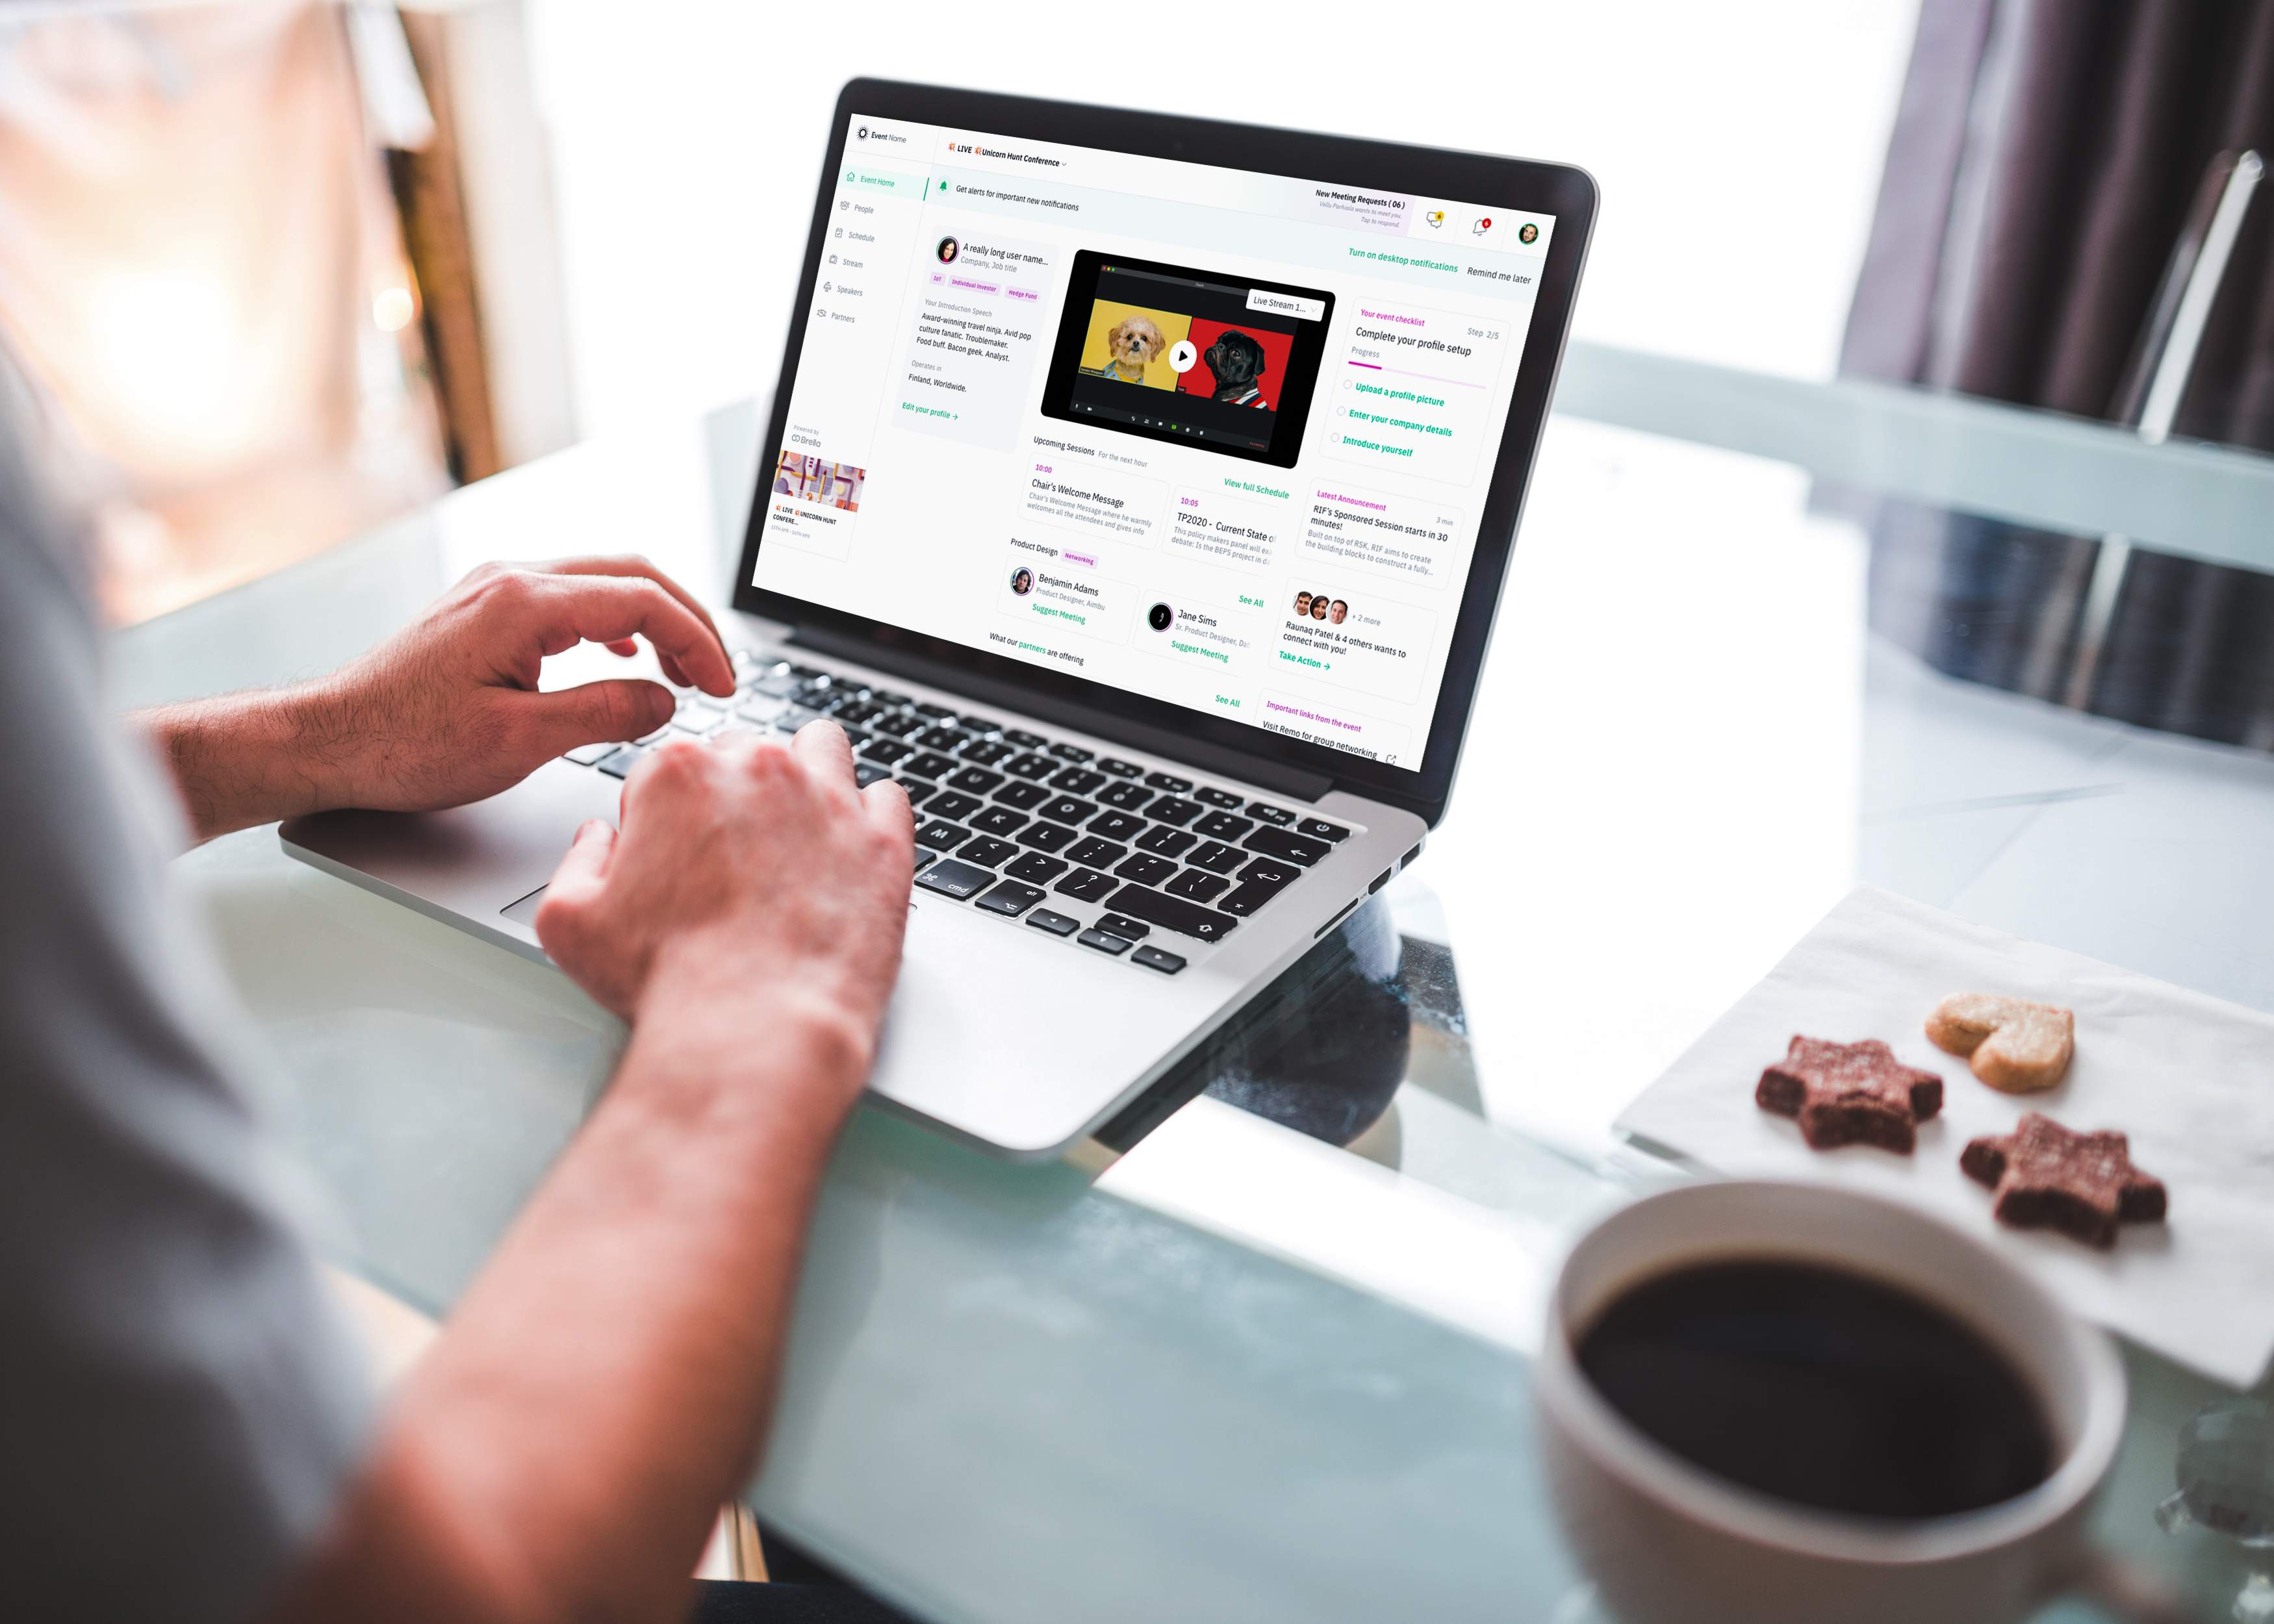 Event Name
LIVE Unicorn Hunt Conference
New Meeting Requests ( 06 )
Tap to respond.
Event Home
People
Schedule
Stream
Speakers
Partners
Powered by
Brella
LIVE UNICORN HUNT
CONFERE...
Get alerts for important new notifications
Turn on desktop notifications
Remind me later
A really long user name...
Company, Job title
IoT
Individual Investor
Hedge Fund
Your Introduction Speech
Award-winning travel ninja. Avid pop
culture fanatic. Troublemaker.
Food buff. Bacon geek. Analyst.
Operates in
Finland, Worldwide.
Edit your profile →
Live Stream 1...
Upcoming Sessions For the next hour
View full Schedule
10:00
Chair's Welcome Message
Chair's Welcome Message where he warmly
welcomes all the attendees and gives info
10:05
TP2020 - Current State of
This policy makers panel will ex
debate: Is the BEPS project in d
Product Design
Networking
See All
Benjamin Adams
Product Designer, Aimbu
Suggest Meeting
Jane Sims
Sr. Product Designer, Del
Suggest Meeting
What our partners are offering
See All
Your event checklist
Step 2/5
Complete your profile setup
Progress
Upload a profile picture
Enter your company details
Introduce yourself
Latest Announcement
3 min
RIF's Sponsored Session starts in 30
minutes!
Built on top of RSK, RIF aims to create
the building blocks to construct a fully...
+ 2 more
Raunaq Patel & 4 others wants to
connect with you!
Take Action →
Important links from the event
Visit Remo for group networking
U
I
O
P
J
K
L
M
cmd
alt